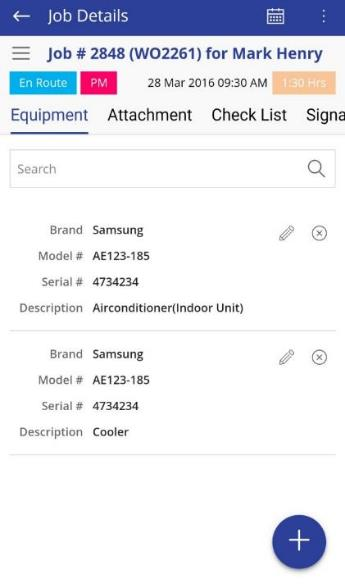 Job Details
Job # 2848 (WO2261) for Mark Henry
En Route PM 28 Mar 2016 09:30 AM 1:30 Hrs
Equipment Attachment Check List Signa
Search
Brand Samsung
Model # AE123-185
Serial # 4734234
Description Airconditioner(Indoor Unit)
Brand Samsung
Model # AE123-185
Serial # 4734234
Description Cooler